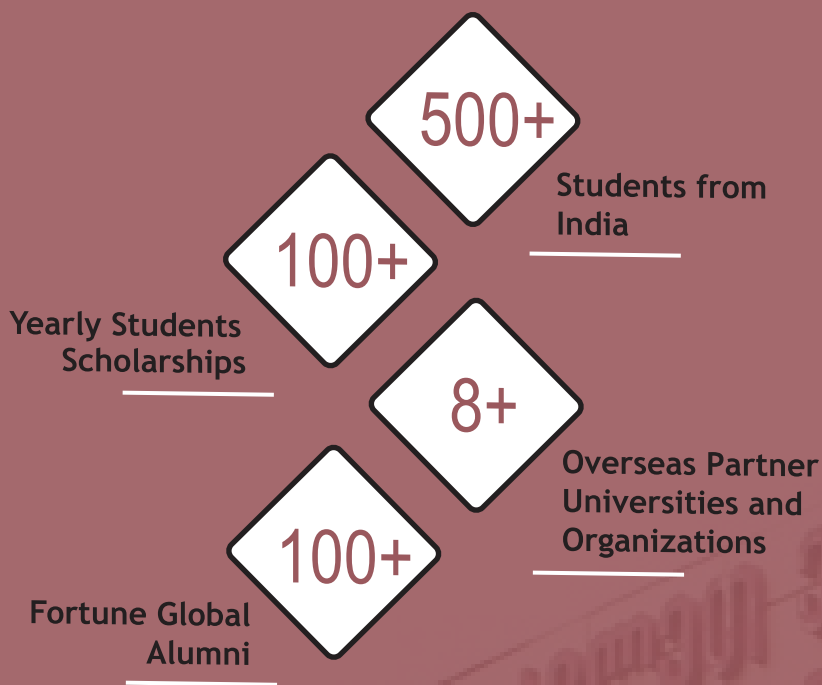 500+
Students from
India
100+
Yearly Students
Scholarships
8+
Overseas Partner
Universities and
Organizations
100+
Fortune Global
Alumni